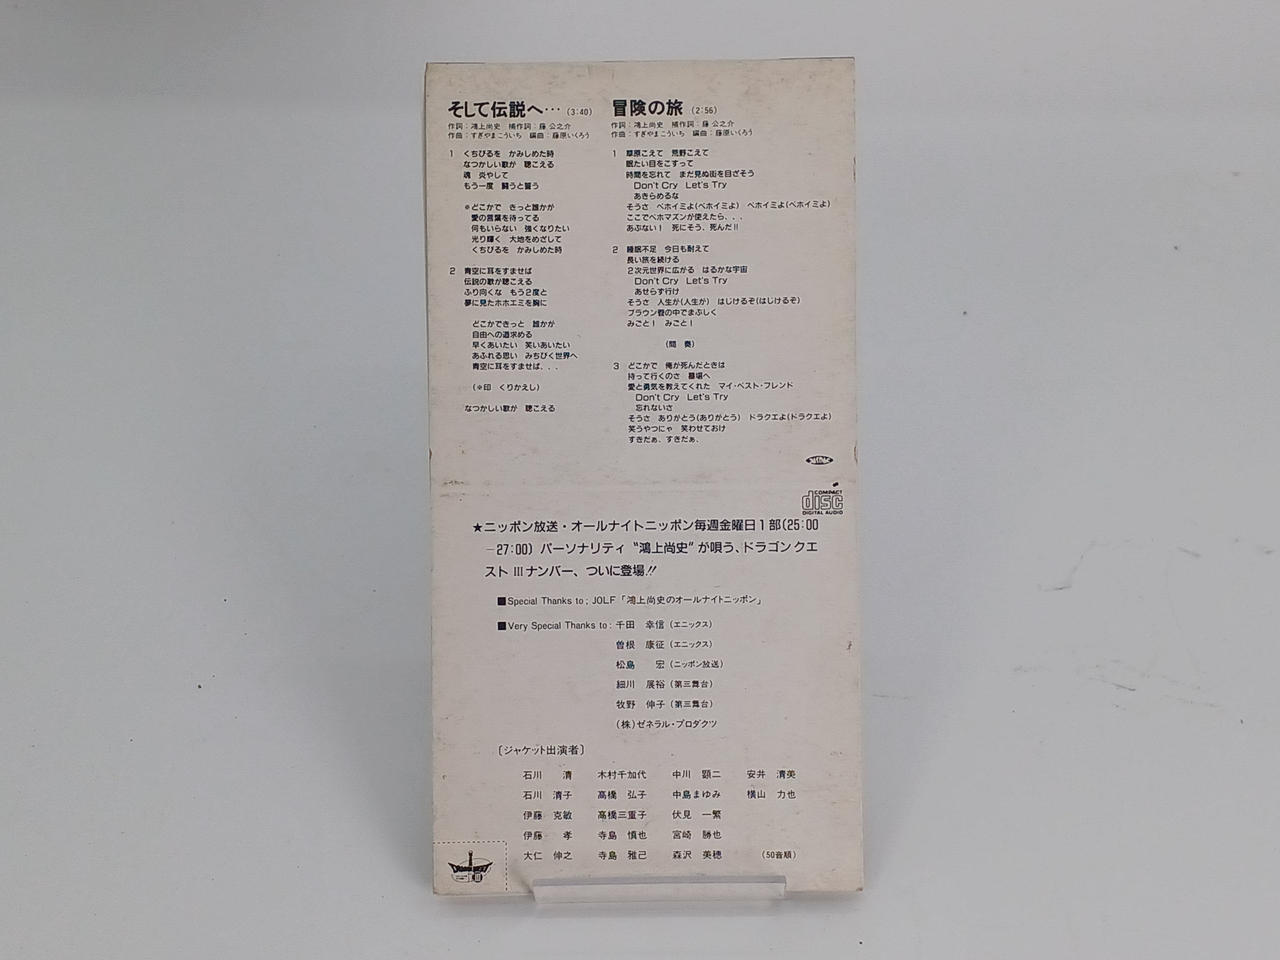 そして伝説へ… (3:40)
作詞：鴻上尚史　補作詞：藤 公之介
作曲：すぎやまこういち　編曲：藤原いくろう
1　くちびるを　かみしめた時
なつかしい歌が　聴こえる
魂　炎やして
もう一度　闘うと誓う
※どこかで　きっと誰かが
愛の言葉を待ってる
何もいらない　強くなりたい
光り輝く　大地をめざして
くちびるを　かみしめた時
2　青空に耳をすませば
伝説の歌が聴こえる
ふり向くな　もう2度と
夢に見たホホエミを胸に
どこかできっと　誰かが
自由への道求める
早くあいたい　笑いあいたい
あふれる思い　みちびく世界へ
青空に耳をすませば、、、
(※印　くりかえし)
なつかしい歌が　聴こえる
冒険の旅 (2:56)
作詞：鴻上尚史　補作詞：藤 公之介
作曲：すぎやまこういち　編曲：藤原いくろう
1　草原こえて　荒野こえて
眠たい目をこすって
時間を忘れて　まだ見ぬ街を目ざそう
Don't Cry　Let's Try
あきらめるな
そうさ　ベホイミよ(ベホイミよ)　ベホイミよ(ベホイミよ)
ここでベホマズンが使えたら、、、
あぶない！　死にそう、死んだ!!
2　睡眠不足　今日も耐えて
長い旅を続ける
2次元世界に広がる　はるかな宇宙
Don't Cry　Let's Try
あせらず行け
そうさ　人生が(人生が)　はじけるぞ(はじけるぞ)
ブラウン管の中でまぶしく
みごと！　みごと！
(間　奏)
3　どこかで　俺が死んだときは
持って行くのさ　墓場へ
愛と勇気を教えてくれた　マイ・ベスト・フレンド
Don't Cry　Let's Try
忘れないさ
そうさ　ありがとう(ありがとう)　ドラクエよ(ドラクエよ)
笑うやつにゃ　笑わせておけ
すきだぁ、すきだぁ、
COMPACT
disc
DIGITAL AUDIO
★ニッポン放送・オールナイトニッポン毎週金曜日1部(25:00
−27:00) パーソナリティ “鴻上尚史” が唄う、ドラゴンクエ
スト III ナンバー、ついに登場!!
■Special Thanks to；JOLF「鴻上尚史のオールナイトニッポン」
■Very Special Thanks to：千田　幸信 (エニックス)
曽根　康征 (エニックス)
松島　　宏 (ニッポン放送)
細川　展裕 (第三舞台)
牧野　伸子 (第三舞台)
(株) ゼネラル・プロダクツ
〔ジャケット出演者〕
石川　　清　木村千加代　中川　顕二　安井　清美
石川　清子　高橋　弘子　中島まゆみ　横山　力也
伊藤　克敏　高橋三重子　伏見　一繁
伊藤　　孝　寺島　慎也　宮崎　勝也
大仁　伸之　寺島　雅己　森沢　美穂　(50音順)
III